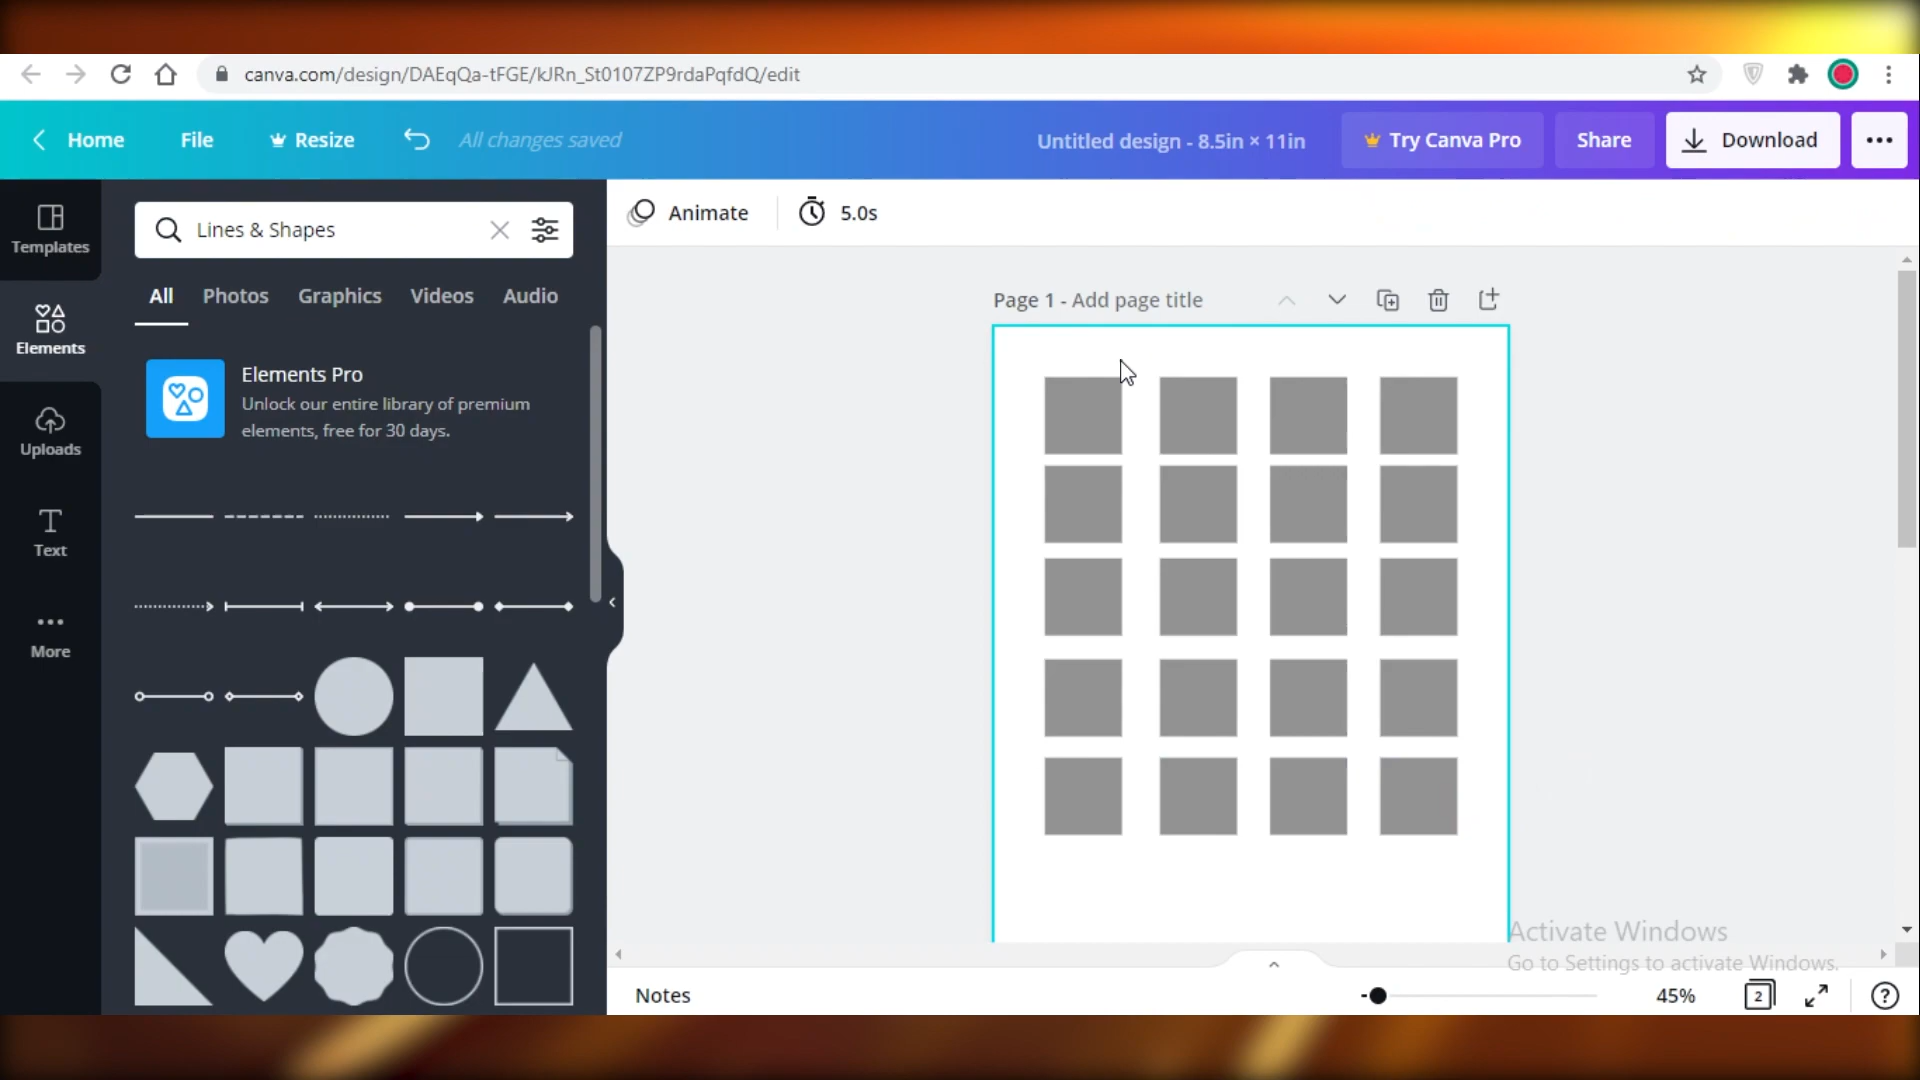 canva.com/design/DAEqQa-tFGE/kJRn_St0107ZP9rdaPqfdQ/edit
Home File Resize All changes saved Untitled design - 8.5in × 11in Try Canva Pro Share Download
Templates
Elements
Uploads
Text
More
Lines & Shapes
All Photos Graphics Videos Audio
Elements Pro
Unlock our entire library of premium
elements, free for 30 days.
Animate 5.0s
Page 1 - Add page title
Activate Windows
Go to Settings to activate Windows.
Notes 45% 2